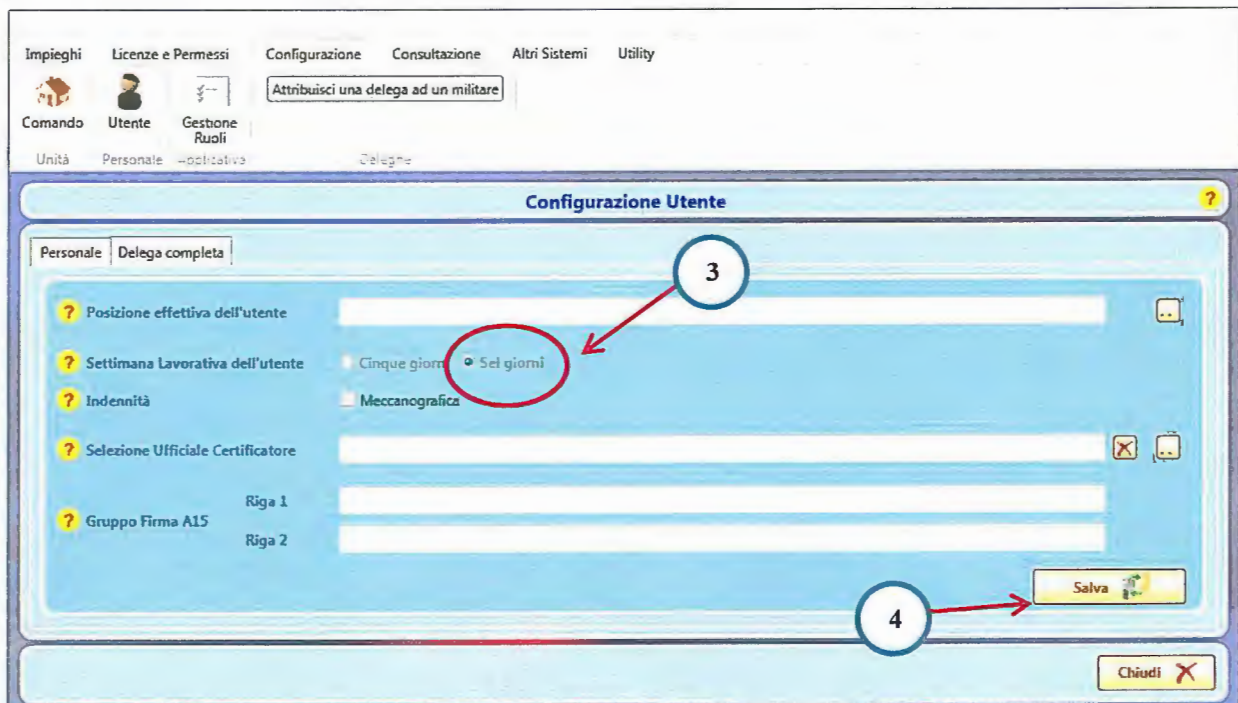 Impieghi Licenze e Permessi Configurazione Consultazione Altri Sistemi Utility
Attribuisci una delega ad un militare
Comando Utente Gestione Ruoli
Unità Personale Applicativa Deleghe
Configurazione Utente ?
Personale Delega completa
3
? Posizione effettiva dell'utente ..
? Settimana Lavorativa dell'utente Cinque giorni Sei giorni
? Indennità Meccanografica
? Selezione Ufficiale Certificatore X ..
Riga 1
? Gruppo Firma A15
Riga 2
Salva
4
Chiudi X